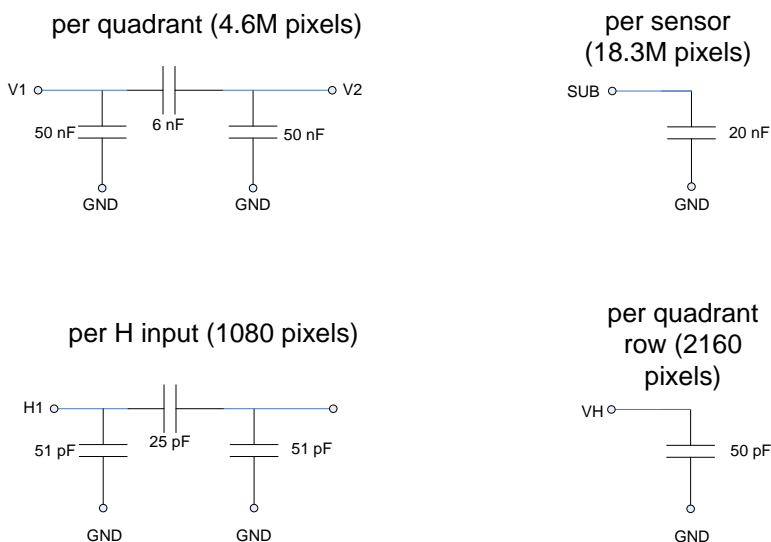 per quadrant (4.6M pixels)
V1
V2
50 nF
6 nF
50 nF
GND
GND
per sensor
(18.3M pixels)
SUB
20 nF
GND
per H input (1080 pixels)
H1
51 pF
25 pF
51 pF
GND
GND
per quadrant
row (2160
pixels)
VH
50 pF
GND